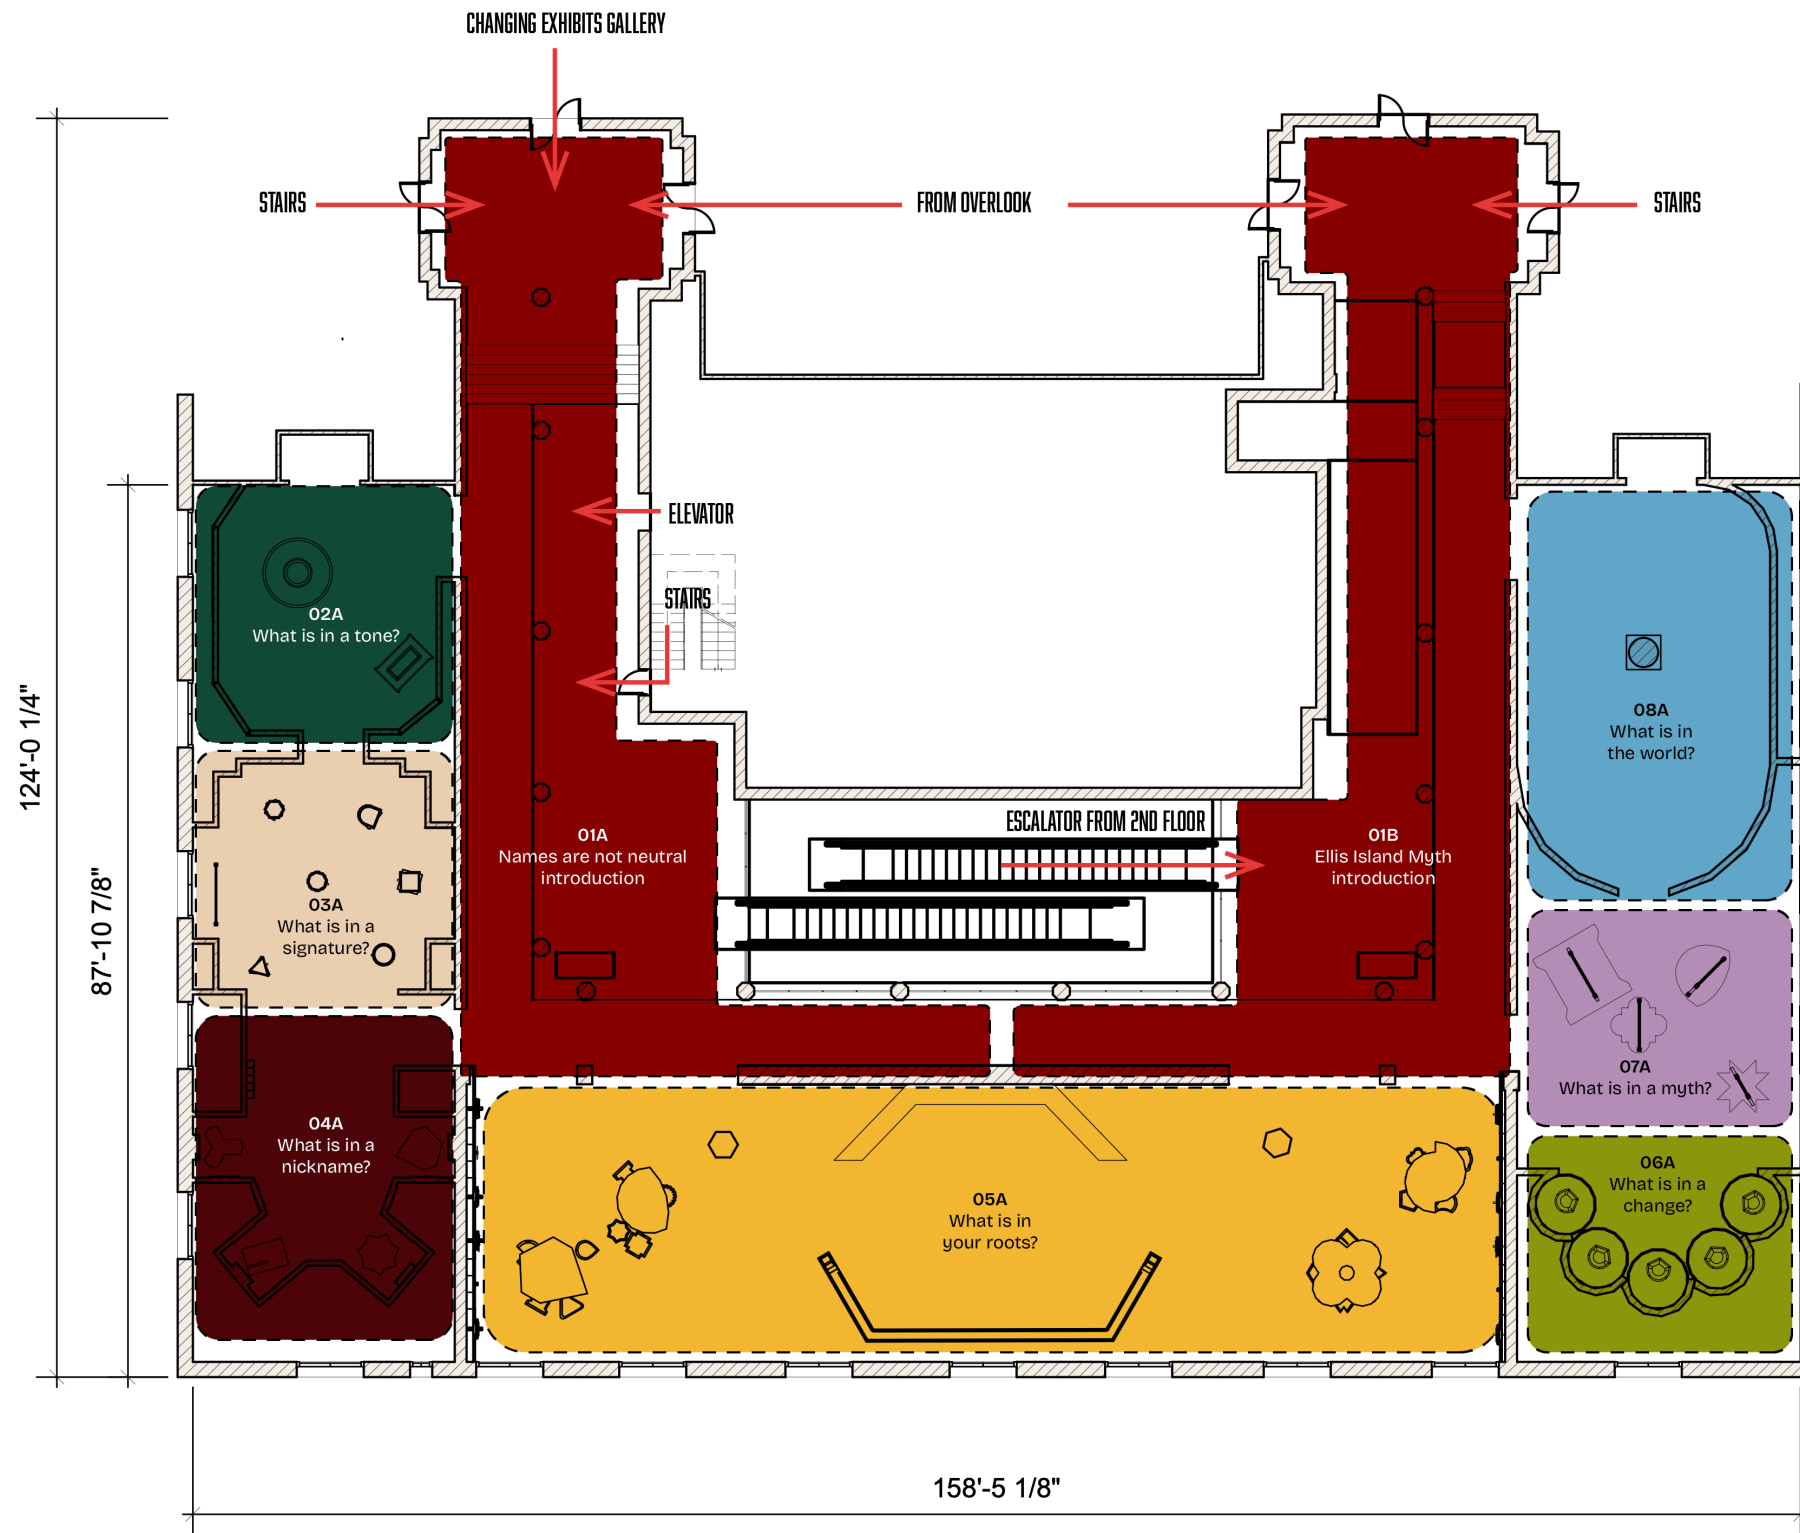 CHANGING EXHIBITS GALLERY
STAIRS
FROM OVERLOOK
STAIRS
ELEVATOR
STAIRS
02A
What is in a tone?
08A
What is in
the world?
124'-0 1/4"
ESCALATOR FROM 2ND FLOOR
01A
Names are not neutral
introduction
01B
Ellis Island Myth
introduction
03A
What is in a
signature?
87'-10 7/8"
07A
What is in a myth?
04A
What is in a
nickname?
05A
What is in
your roots?
06A
What is in a
change?
158'-5 1/8"